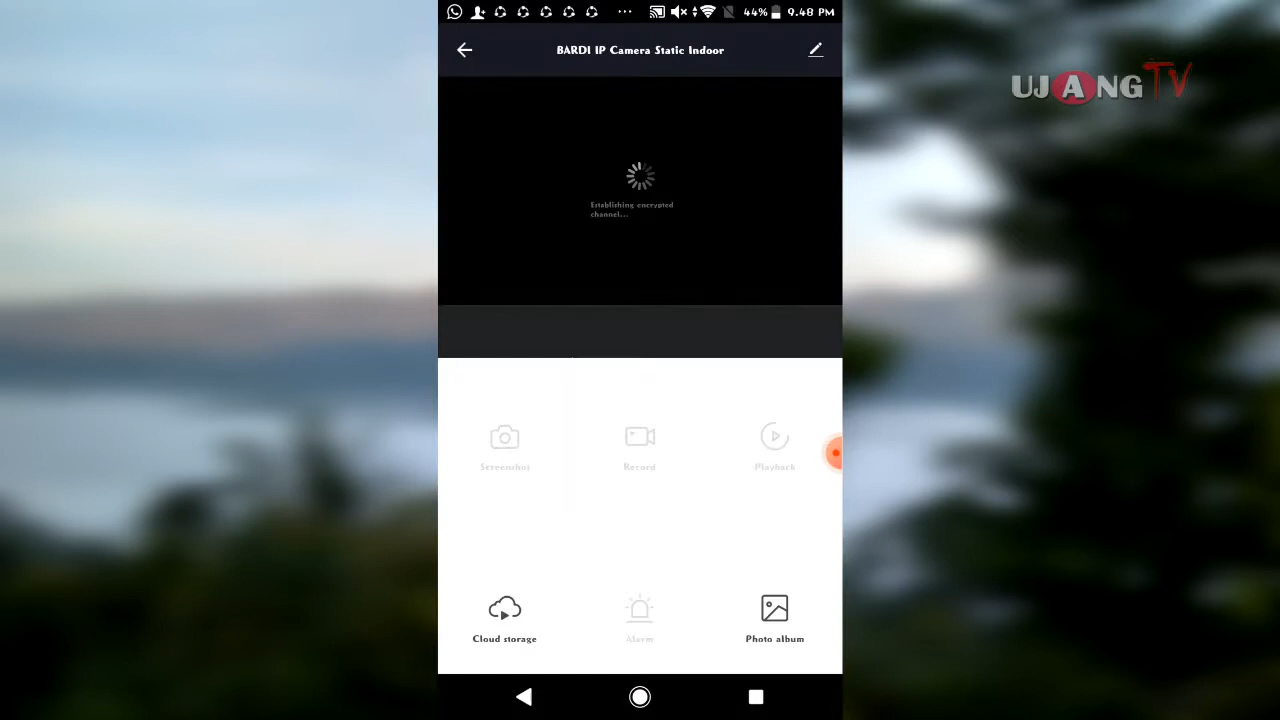 44% 9.48 PM
BARDI IP Camera Static Indoor
UJANG TV
Establishing encrypted
channel...
Screenshot Record Playback
Cloud storage Alarm Photo album